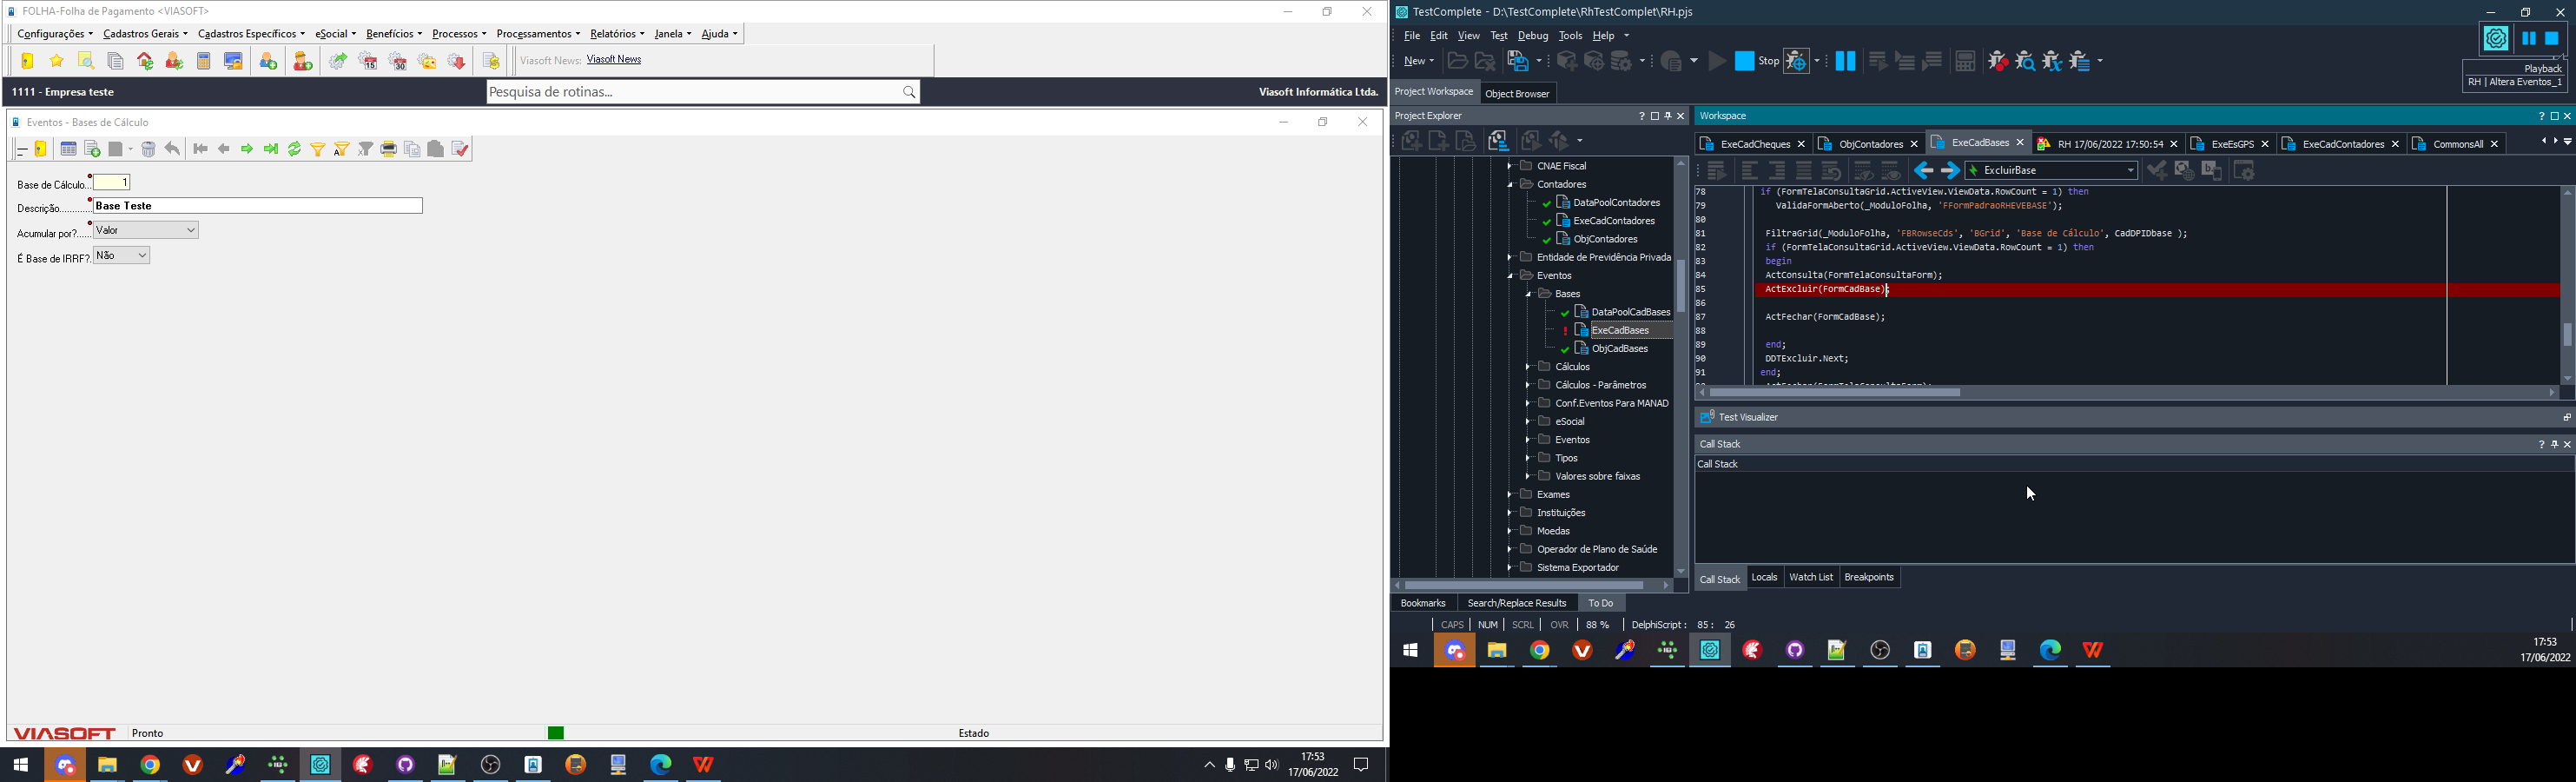 FOLHA-Folha de Pagamento <VIASOFT>
Configurações Cadastros Gerais Cadastros Específicos eSocial Benefícios Processos Processamentos Relatórios Janela Ajuda
Viasoft News: Viasoft News
1111 - Empresa teste
Pesquisa de rotinas...
Viasoft Informática Ltda.
Eventos - Bases de Cálculo
Base de Cálculo... 1
Descrição............ Base Teste
Acumular por?..... Valor
É Base de IRRF?. Não
VIASOFT Pronto
Estado
17:53
17/06/2022
TestComplete - D:\TestComplete\RhTestComplet\RH.pjs
File Edit View Test Debug Tools Help
New
Stop
Playback
RH | Altera Eventos_1
Project Workspace Object Browser
Project Explorer
CNAE Fiscal
Contadores
DataPoolContadores
ExeCadContadores
ObjContadores
Entidade de Previdência Privada
Eventos
Bases
DataPoolCadBases
ExeCadBases
ObjCadBases
Cálculos
Cálculos - Parâmetros
Conf.Eventos Para MANAD
eSocial
Eventos
Tipos
Valores sobre faixas
Exames
Instituições
Moedas
Operador de Plano de Saúde
Sistema Exportador
Workspace
ExeCadCheques ObjContadores ExeCadBases RH 17/06/2022 17:50:54 ExeEsGPS ExeCadContadores CommonsAll
ExcluirBase
78 if (FormTelaConsultaGrid.ActiveView.ViewData.RowCount = 1) then
79 ValidaFormAberto(_ModuloFolha, 'FFormPadraoRHEVEBASE');
80
81 FiltraGrid(_ModuloFolha, 'FBRowseCds', 'BGrid', 'Base de Cálculo', CadDPIDbase );
82 if (FormTelaConsultaGrid.ActiveView.ViewData.RowCount = 1) then
83 begin
84 ActConsulta(FormTelaConsultaForm);
85 ActExcluir(FormCadBase);
86
87 ActFechar(FormCadBase);
88
89 end;
90 DDTExcluir.Next;
91 end;
Test Visualizer
Call Stack
Call Stack
Call Stack Locals Watch List Breakpoints
Bookmarks Search/Replace Results To Do
CAPS NUM SCRL OVR 88 % DelphiScript: 85: 26
17:53
17/06/2022